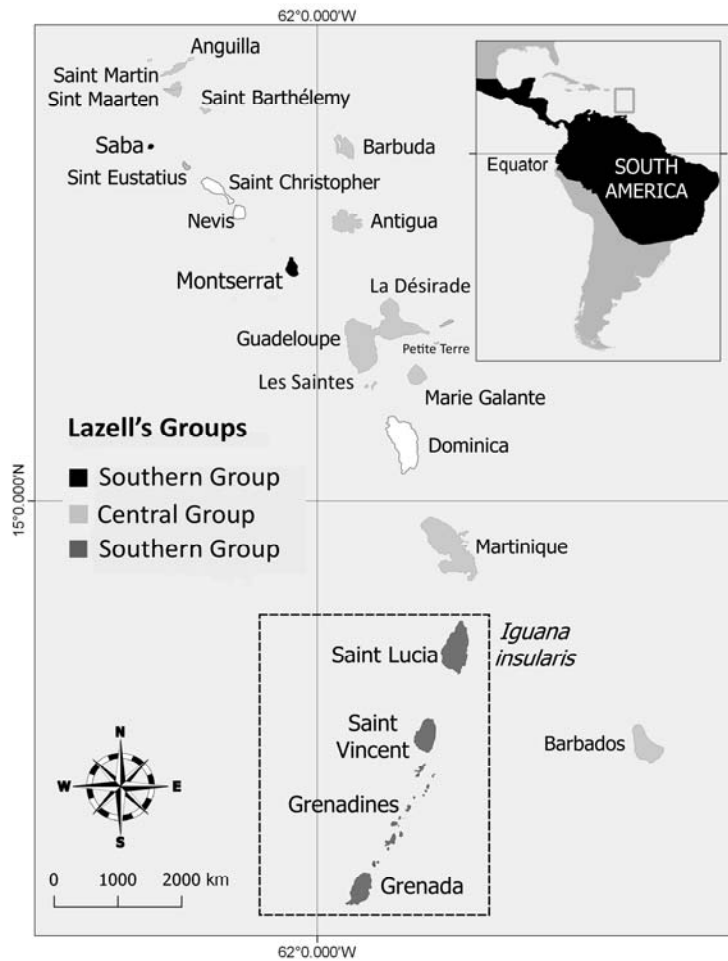 62°0.000'W
Anguilla
Saint Martin
Sint Maarten
Saint Barthélemy
Saba
Barbuda
Sint Eustatius
Saint Christopher
Nevis
Antigua
Montserrat
La Désirade
Guadeloupe
Petite Terre
Les Saintes
Marie Galante
Dominica
Equator
SOUTH
AMERICA
Lazell's Groups
Southern Group
Central Group
Southern Group
15°0.000'N
Martinique
Saint Lucia
Iguana
insularis
Saint
Vincent
Barbados
Grenadines
Grenada
N
W
E
S
0 1000 2000 km
62°0.000'W